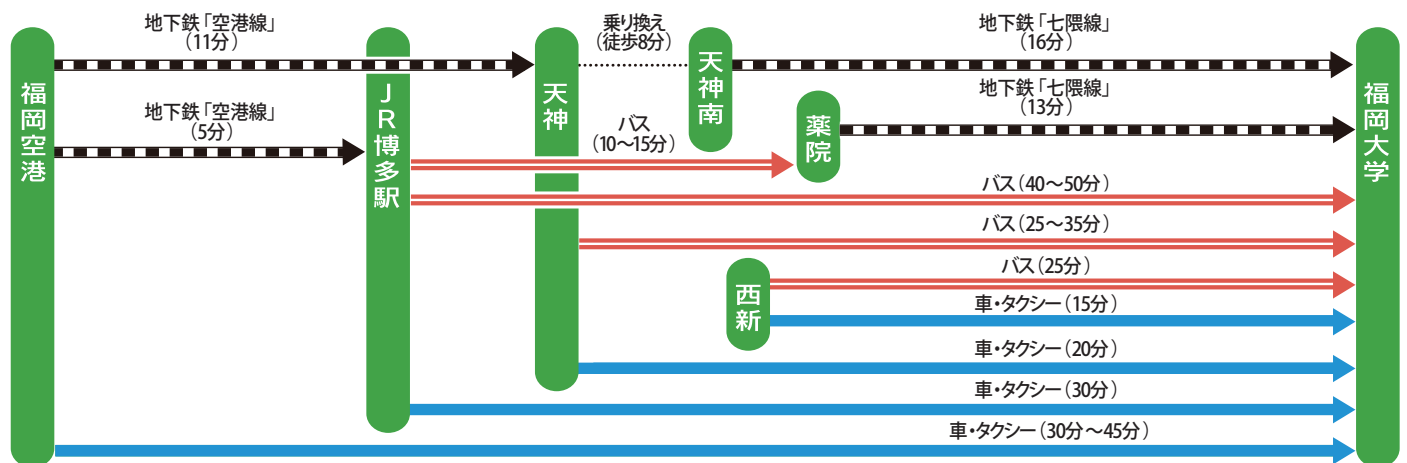 地下鉄「空港線」
(11分)
乗り換え
(徒歩8分)
地下鉄「七隈線」
(16分)
福岡空港
JR博多駅
天神
天神南
福岡大学
地下鉄「空港線」
(5分)
バス
(10〜15分)
薬院
地下鉄「七隈線」
(13分)
バス(40〜50分)
バス(25〜35分)
バス(25分)
西新
車・タクシー(15分)
車・タクシー(20分)
車・タクシー(30分)
車・タクシー(30分〜45分)